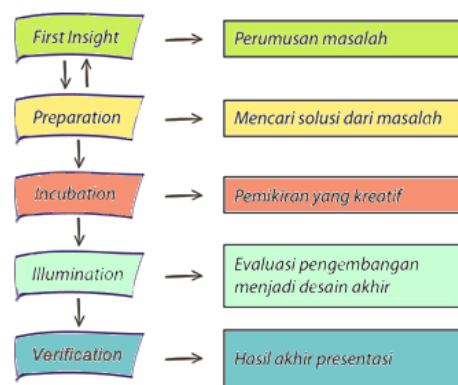 First Insight
Perumusan masalah
Preparation
Mencari solusi dari masalah
Incubation
Pemikiran yang kreatif
Illumination
Evaluasi pengembangan
menjadi desain akhir
Verification
Hasil akhir presentasi